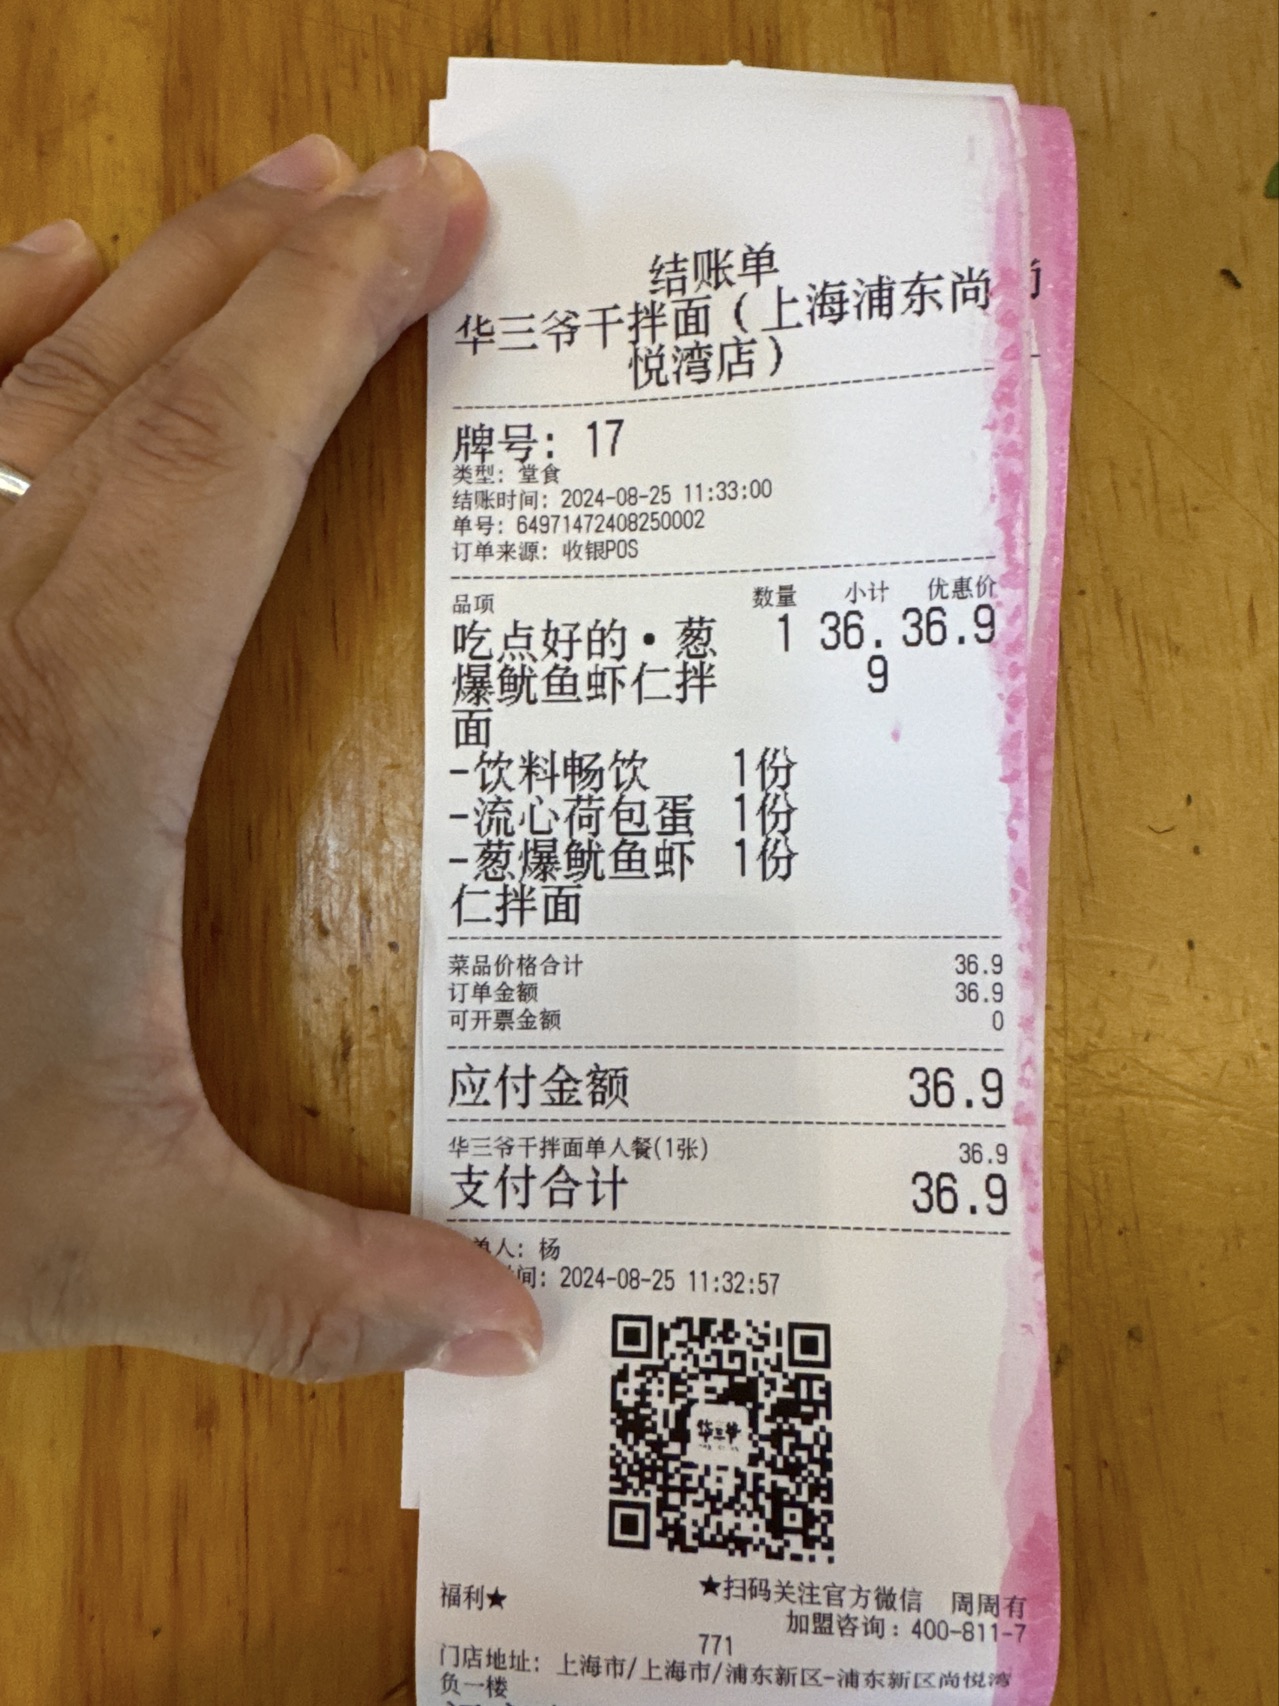 结账单
华三爷干拌面（上海浦东尚
悦湾店）
牌号：17
类型：堂食
结账时间：2024-08-25 11:33:00
单号：64971472408250002
订单来源：收银POS
品项 数量 小计 优惠价
吃点好的·葱 1 36. 36.9
爆鱿鱼虾仁拌 9
面
-饮料畅饮 1份
-流心荷包蛋 1份
-葱爆鱿鱼虾 1份
仁拌面
菜品价格合计 36.9
订单金额 36.9
可开票金额 0
应付金额 36.9
华三爷干拌面单人餐(1张) 36.9
支付合计 36.9
单人：杨
间：2024-08-25 11:32:57
华三爷
★扫码关注官方微信 周周有
福利★
加盟咨询：400-811-7
771
门店地址：上海市/上海市/浦东新区-浦东新区尚悦湾
负一楼